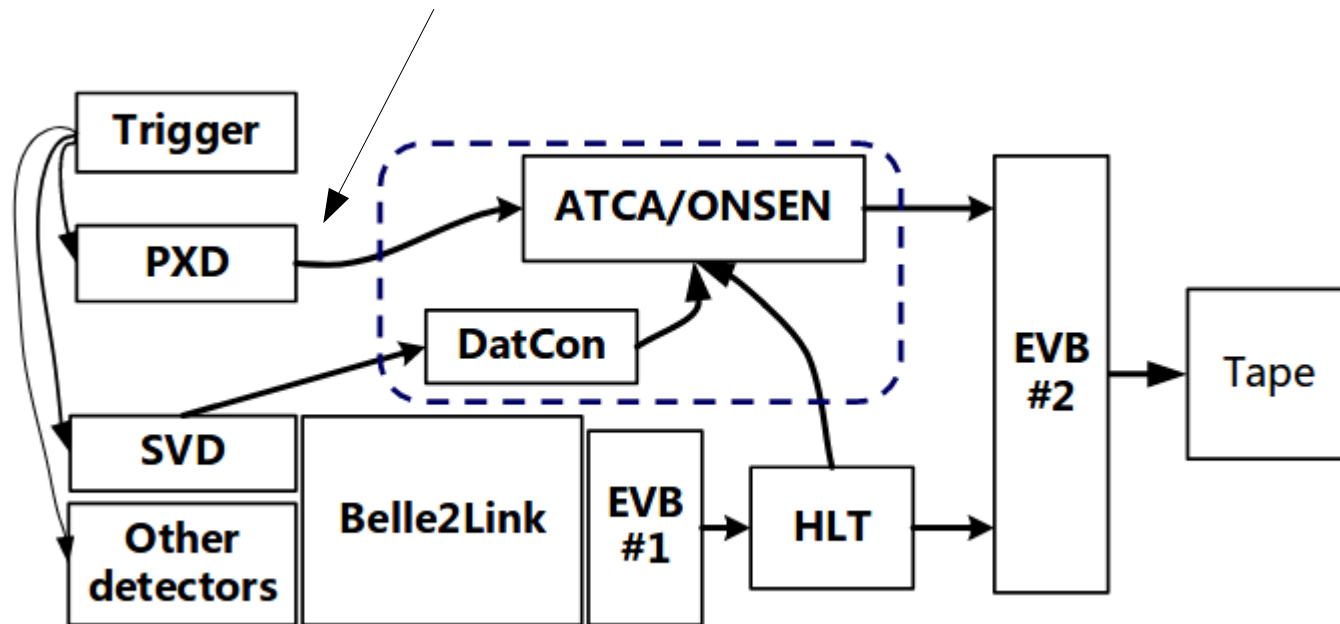 Trigger
ATCA/ONSEN
PXD
DatCon
EVB
#2
Tape
SVD
Belle2Link
EVB
#1
HLT
Other
detectors